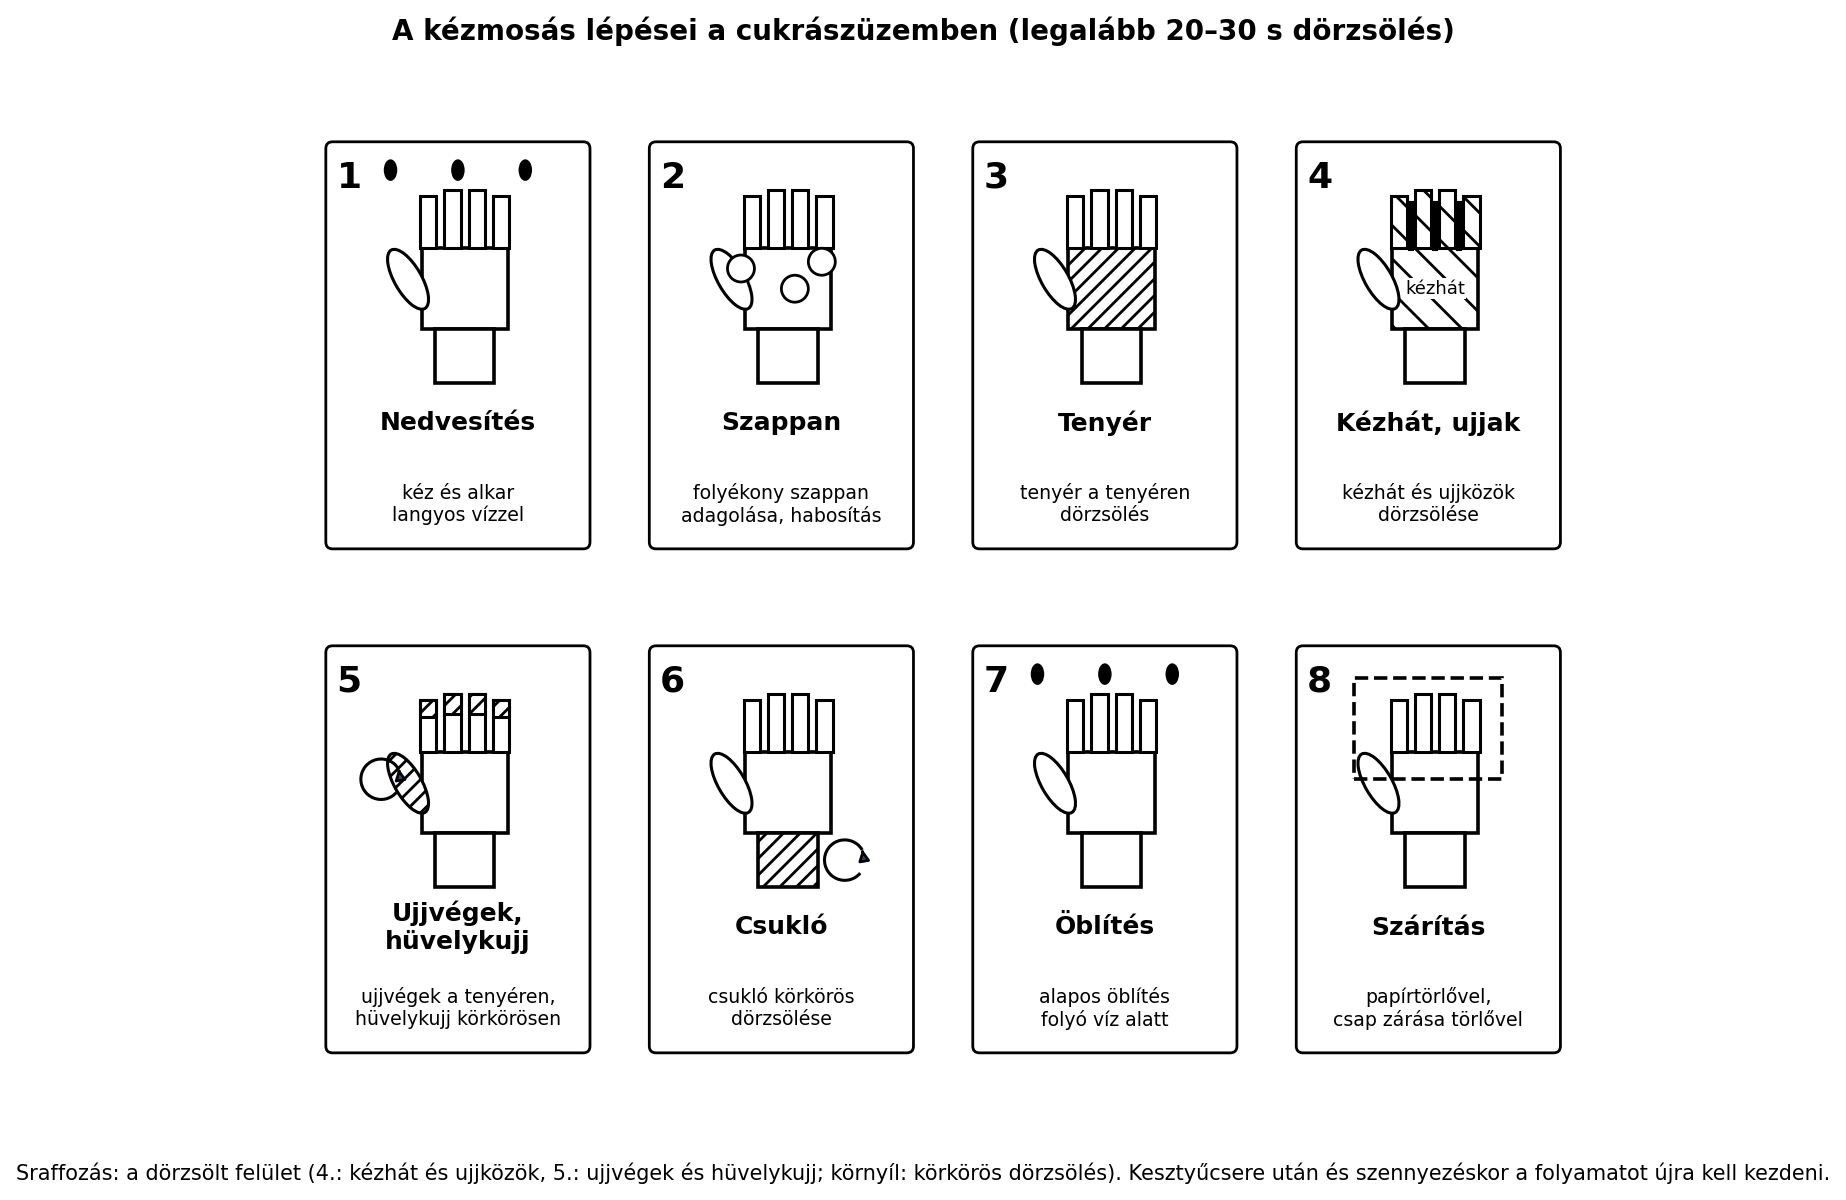 A kézmosás lépései a cukrászüzemben (legalább 20–30 s dörzsölés)
1
Nedvesítés
kéz és alkar
langyos vízzel
2
Szappan
folyékony szappan
adagolása, habosítás
3
Tenyér
tenyér a tenyéren
dörzsölés
4
kézhát
Kézhát, ujjak
kézhát és ujjközök
dörzsölése
5
Ujjvégek,
hüvelykujj
ujjvégek a tenyéren,
hüvelykujj körkörösen
6
Csukló
csukló körkörös
dörzsölése
7
Öblítés
alapos öblítés
folyó víz alatt
8
Szárítás
papírtörlővel,
csap zárása törlővel
Sraffozás: a dörzsölt felület (4.: kézhát és ujjközök, 5.: ujjvégek és hüvelykujj; környíl: körkörös dörzsölés). Kesztyűcsere után és szennyezéskor a folyamatot újra kell kezdeni.